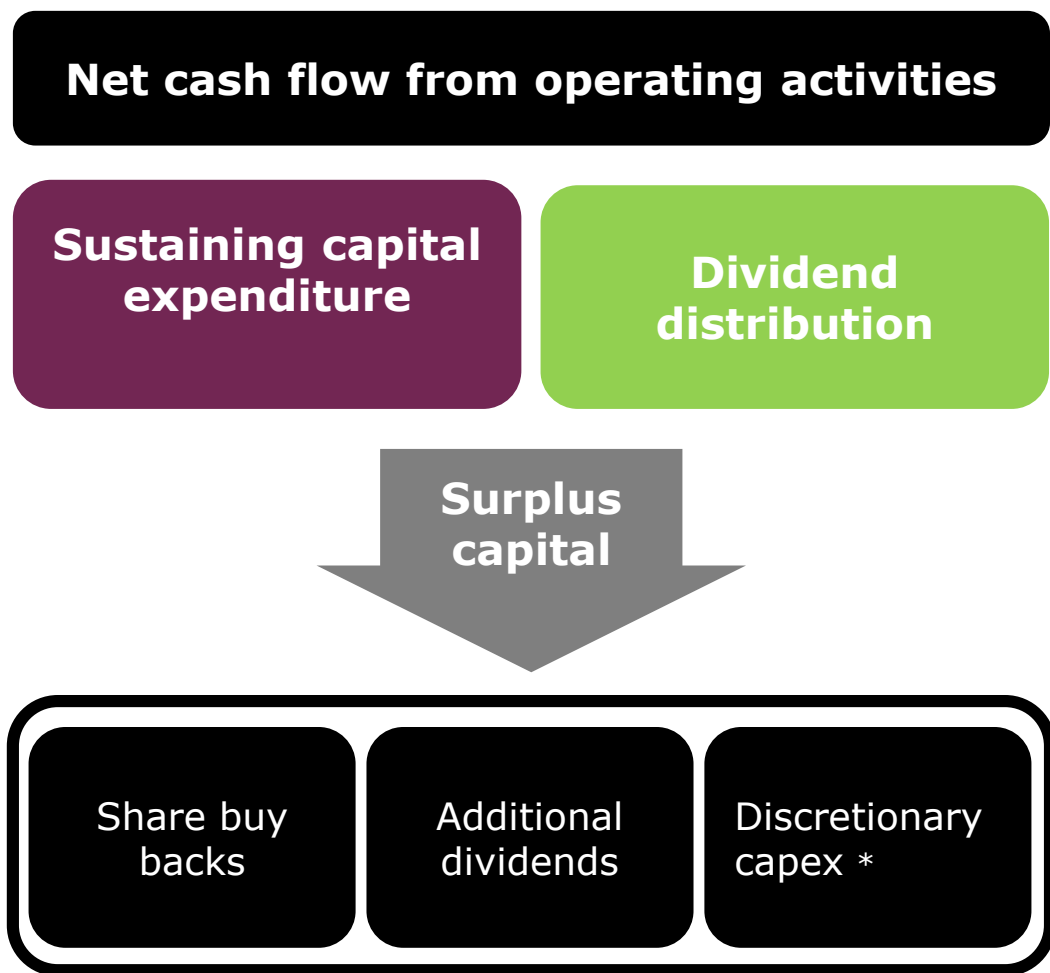 Net cash flow from operating activities
Sustaining capital
expenditure
Dividend
distribution
Surplus
capital
Share buy
backs
Additional
dividends
Discretionary
capex *